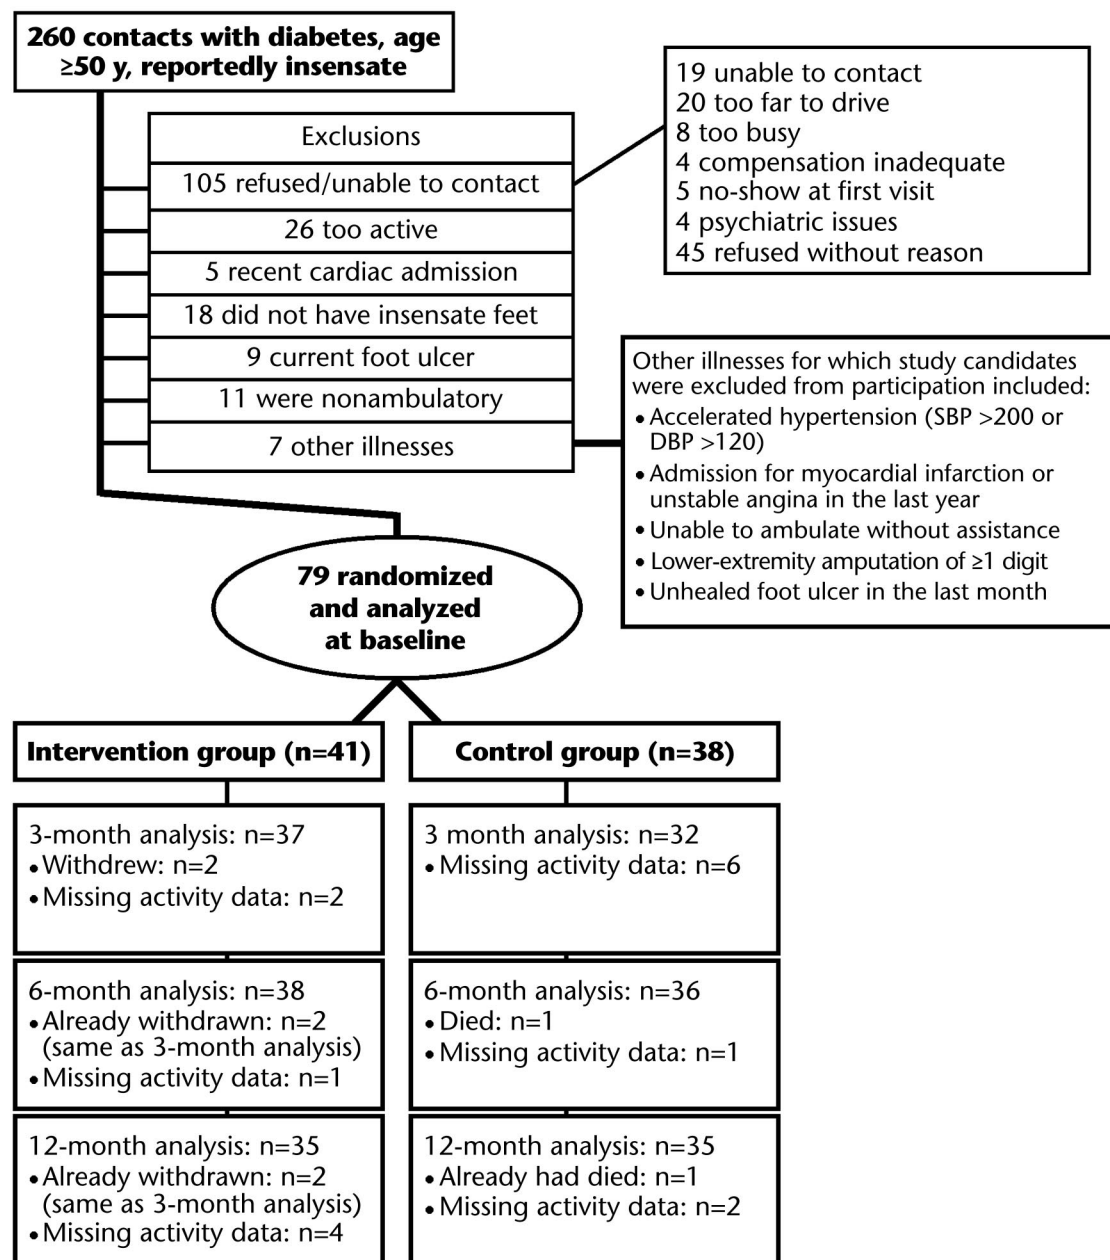 260 contacts with diabetes, age
≥50 y, reportedly insensate
Exclusions
105 refused/unable to contact
26 too active
5 recent cardiac admission
18 did not have insensate feet
9 current foot ulcer
11 were nonambulatory
7 other illnesses
19 unable to contact
20 too far to drive
8 too busy
4 compensation inadequate
5 no-show at first visit
4 psychiatric issues
45 refused without reason
Other illnesses for which study candidates
were excluded from participation included:
• Accelerated hypertension (SBP >200 or
DBP >120)
• Admission for myocardial infarction or
unstable angina in the last year
• Unable to ambulate without assistance
• Lower-extremity amputation of ≥1 digit
• Unhealed foot ulcer in the last month
79 randomized
and analyzed
at baseline
Intervention group (n=41)
3-month analysis: n=37
• Withdrew: n=2
• Missing activity data: n=2
6-month analysis: n=38
• Already withdrawn: n=2
(same as 3-month analysis)
• Missing activity data: n=1
12-month analysis: n=35
• Already withdrawn: n=2
(same as 3-month analysis)
• Missing activity data: n=4
Control group (n=38)
3 month analysis: n=32
• Missing activity data: n=6
6-month analysis: n=36
• Died: n=1
• Missing activity data: n=1
12-month analysis: n=35
• Already had died: n=1
• Missing activity data: n=2